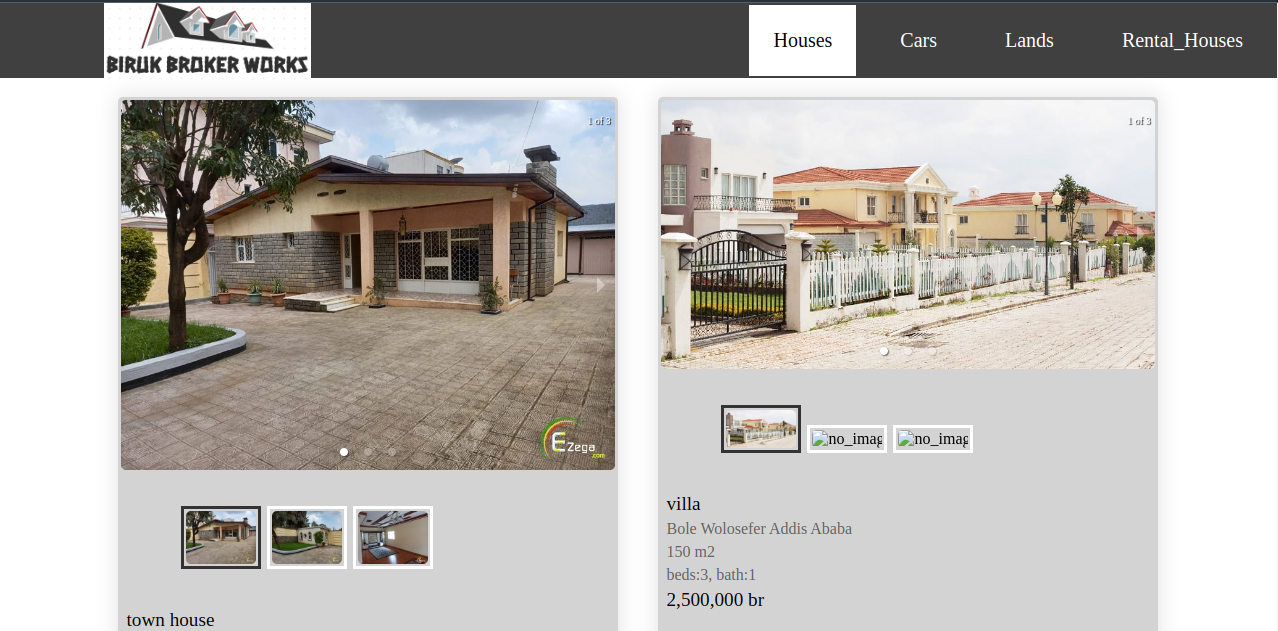 BIRUK BROKER WORKS
Houses
Cars
Lands
Rental_Houses
1 of 3
EZega
.com
town house
1 of 3
no_imag
no_imag
villa
Bole Wolosefer Addis Ababa
150 m2
beds:3, bath:1
2,500,000 br